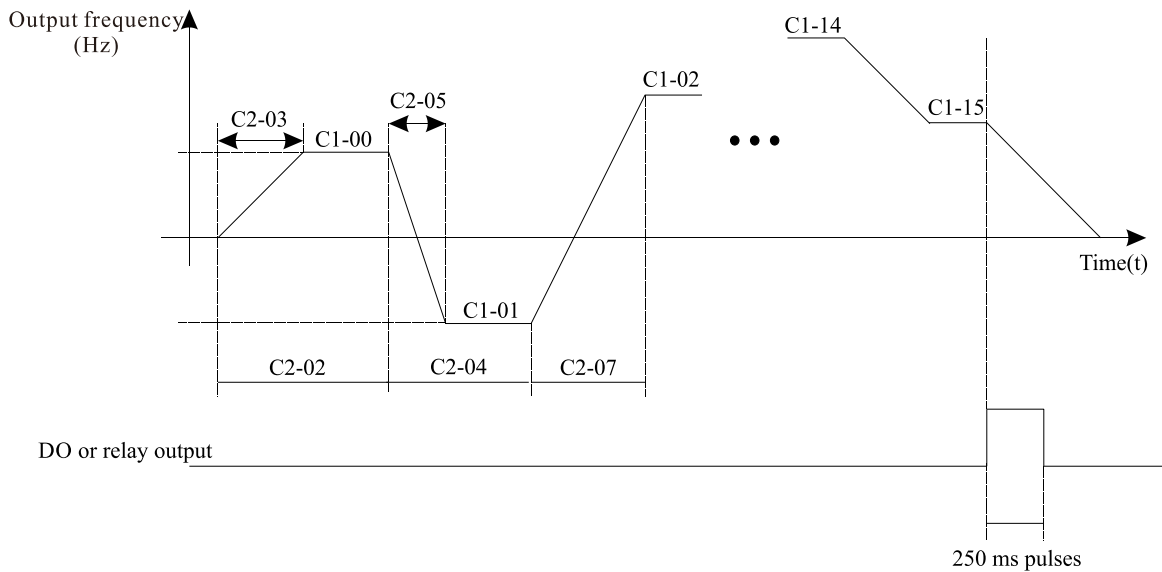 Output frequency
(Hz)
C1-14
C1-02
C2-05
C1-15
C2-03
C1-00
Time(t)
C1-01
C2-02
C2-04
C2-07
DO or relay output
250 ms pulses